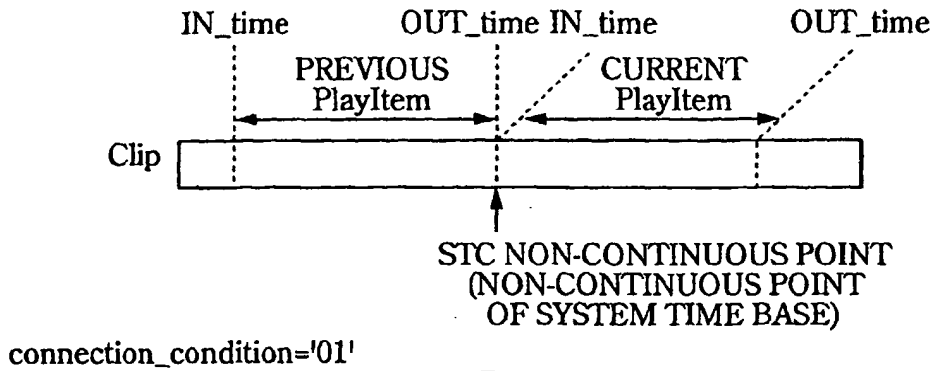 IN_time OUT_time IN_time OUT_time
PREVIOUS CURRENT
PlayItem PlayItem
Clip
STC NON-CONTINUOUS POINT
(NON-CONTINUOUS POINT
OF SYSTEM TIME BASE)
connection_condition='01'